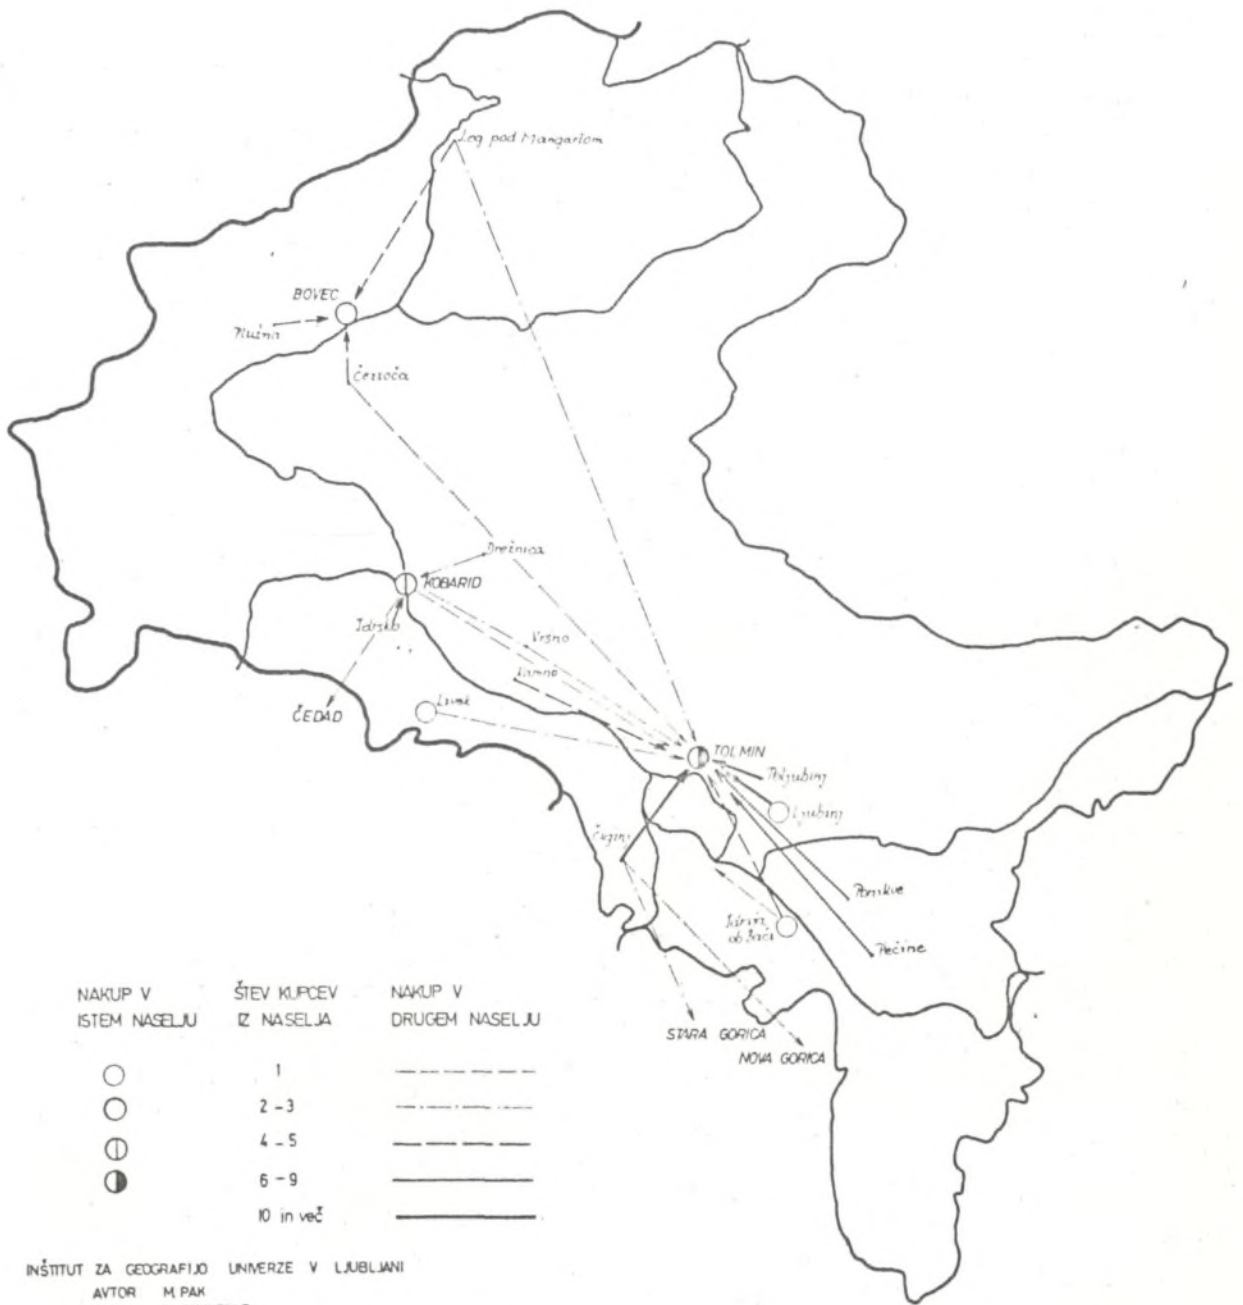 Log pod Mangartom
BOVEC
Plužna
Čezsoča
Drežnica
KOBARID
Idrsko
Vršno
Kamno
Livek
ČEDAD
TOLMIN
Poljubinj
Ljubinj
Čiginj
Ponikve
Idrija
ob Bači
Pečine
STARA GORICA
NOVA GORICA
NAKUP V ŠTEV KUPCEV NAKUP V
ISTEM NASELJU IZ NASELJA DRUGEM NASELJU
1
2-3
4-5
6-9
10 in več
INŠTITUT ZA GEOGRAFIJO UNIVERZE V LJUBLJANI
AVTOR M. PAK